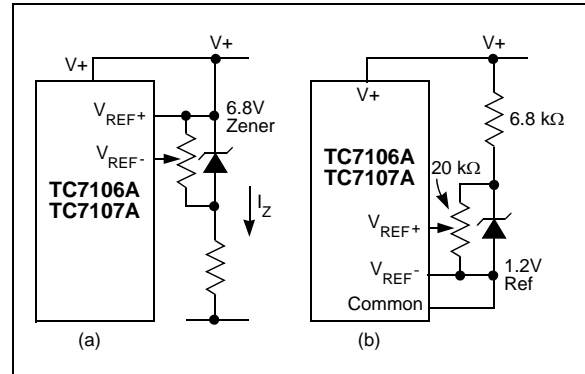 V+
V+
VREF+
VREF-
6.8V
Zener
TC7106A
TC7107A
IZ
(a)
V+
V+
6.8 kΩ
TC7106A
TC7107A
20 kΩ
VREF+
VREF-
1.2V
Ref
Common
(b)